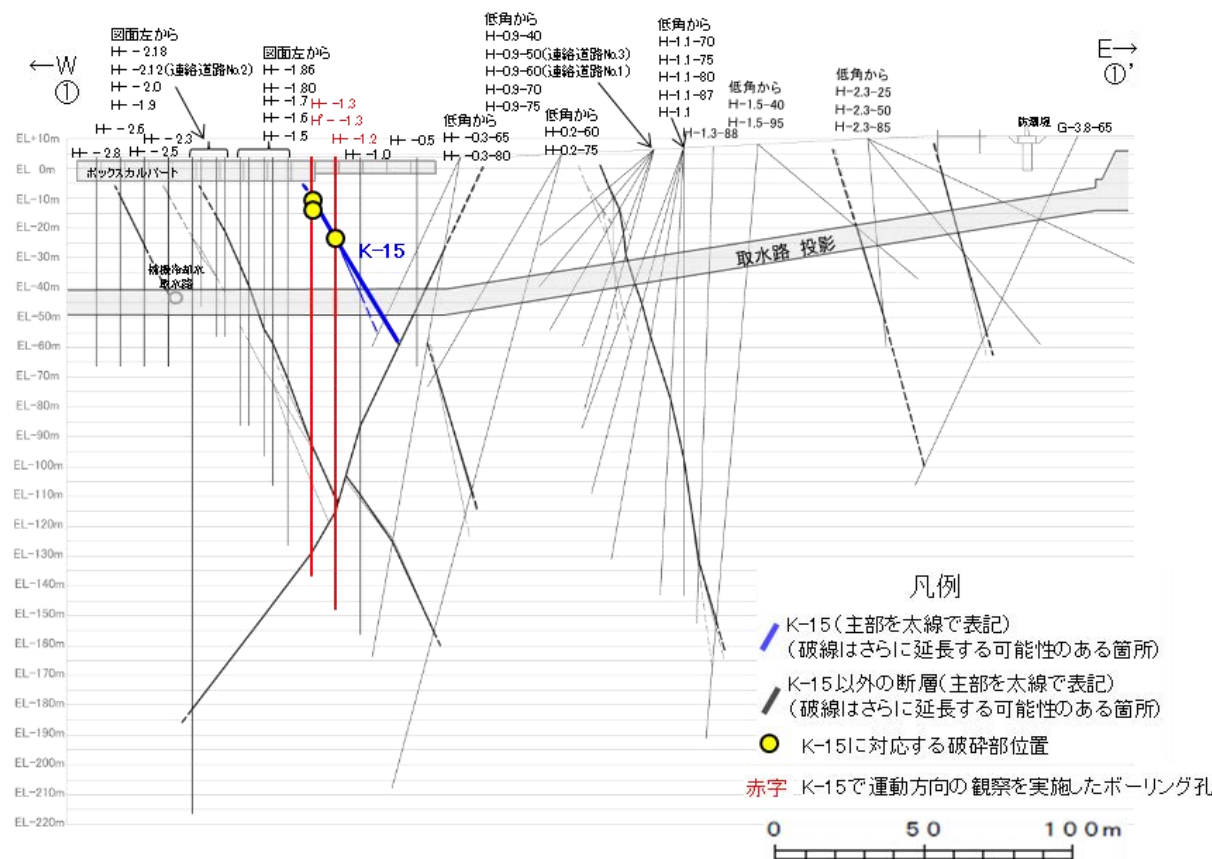 ←W
①
E→
①'
図面左から
H- -2.18
H- -2.12(連絡道路No.2)
H- -2.0
H- -1.9
図面左から
H- -1.85
H- -1.80
H- -1.7
H- -1.6
H- -1.5
H- -1.3
H'- -1.3
H- -1.2
低角から
H-0.9-40
H-0.9-50(連絡道路No.3)
H-0.9-60(連絡道路No.1)
H-0.9-70
H-0.9-75
低角から
H-1.1-70
H-1.1-75
H-1.1-80
H-1.1-87
H-1.1
低角から
H-1.5-40
H-1.5-95
低角から
H-2.3-25
H-2.3-50
H-2.3-85
防潮堤
G-3.8-65
H- -2.6
H- -2.3
H- -2.8
H- -2.5
H- -1.0
H- -0.5
低角から
H- -0.3-65
H- -0.3-80
低角から
H-0.2-60
H-0.2-75
H-1.3-88
ボックスカルバート
補機冷却水
取水路
K-15
取水路 投影
EL+10m
EL 0m
EL-10m
EL-20m
EL-30m
EL-40m
EL-50m
EL-60m
EL-70m
EL-80m
EL-90m
EL-100m
EL-110m
EL-120m
EL-130m
EL-140m
EL-150m
EL-160m
EL-170m
EL-180m
EL-190m
EL-200m
EL-210m
EL-220m
凡例
K-15(主部を太線で表記)
(破線はさらに延長する可能性のある箇所)
K-15以外の断層(主部を太線で表記)
(破線はさらに延長する可能性のある箇所)
K-15に対応する破砕部位置
赤字 K-15で運動方向の観察を実施したボーリング孔
0 50 100m